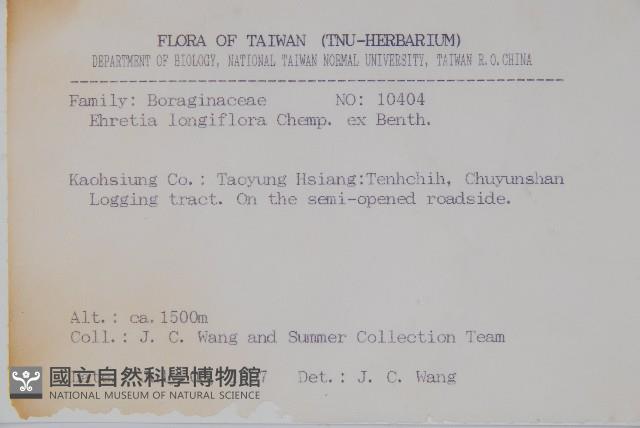 FLORA OF TAIWAN (TNU-HERBARIUM)
DEPARTMENT OF BIOLOGY, NATIONAL TAIWAN NORMAL UNIVERSITY, TAIWAN R.O.CHINA
Family: Boraginaceae NO: 10404
Ehretia longiflora Chemp. ex Benth.
Kaohsiung Co.: Taoyung Hsiang:Tenhchih, Chuyunshan
Logging tract. On the semi-opened roadside.
Alt.: ca.1500m
Coll.: J. C. Wang and Summer Collection Team
7 Det.: J. C. Wang
國立自然科學博物館
NATIONAL MUSEUM OF NATURAL SCIENCE